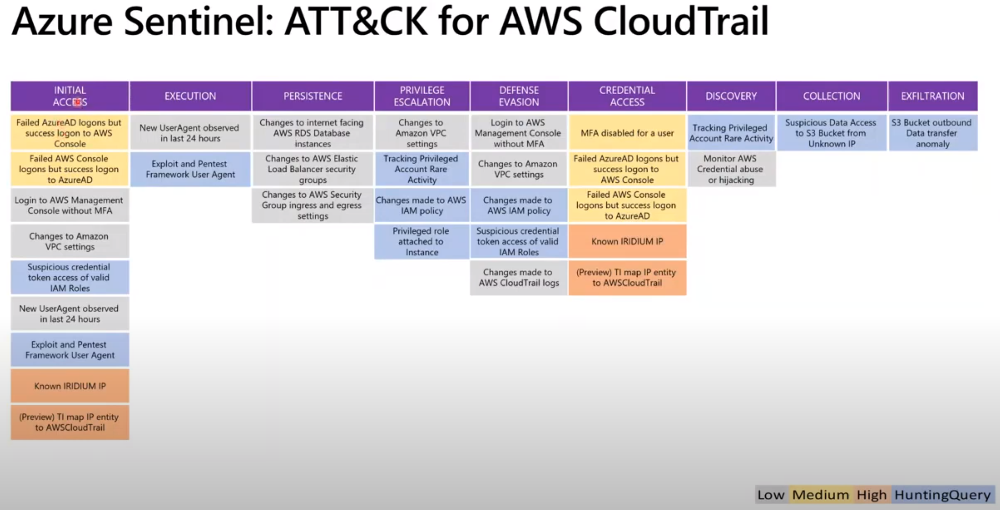 Azure Sentinel: ATT&CK for AWS CloudTrail
INITIAL
ACCESS
EXECUTION
PERSISTENCE
PRIVILEGE
ESCALATION
DEFENSE
EVASION
CREDENTIAL
ACCESS
DISCOVERY
COLLECTION
EXFILTRATION
Failed AzureAD logons but
success logon to AWS
Console
Failed AWS Console
logons but success logon
to AzureAD
Login to AWS Management
Console without MFA
Changes to Amazon
VPC settings
Suspicious credential
token access of valid
IAM Roles
New UserAgent observed
in last 24 hours
Exploit and Pentest
Framework User Agent
Known IRIDIUM IP
(Preview) TI map IP entity
to AWSCloudTrail
New UserAgent observed
in last 24 hours
Exploit and Pentest
Framework User Agent
Changes to internet facing
AWS RDS Database
instances
Changes to AWS Elastic
Load Balancer security
groups
Changes to AWS Security
Group ingress and egress
settings
Changes to
Amazon VPC
settings
Tracking Privileged
Account Rare
Activity
Changes made to AWS
IAM policy
Privileged role
attached to
Instance
Login to AWS
Management Console
without MFA
Changes to Amazon
VPC settings
Changes made to
AWS IAM policy
Suspicious credential
token access of valid
IAM Roles
Changes made to
AWS CloudTrail logs
MFA disabled for a user
Failed AzureAD logons but
success logon to
AWS Console
Failed AWS Console
logons but success logon
to AzureAD
Known IRIDIUM IP
(Preview) TI map IP entity
to AWSCloudTrail
Tracking Privileged
Account Rare Activity
Monitor AWS
Credential abuse
or hijacking
Suspicious Data Access
to S3 Bucket from
Unknown IP
S3 Bucket outbound
Data transfer
anomaly
Low Medium High HuntingQuery